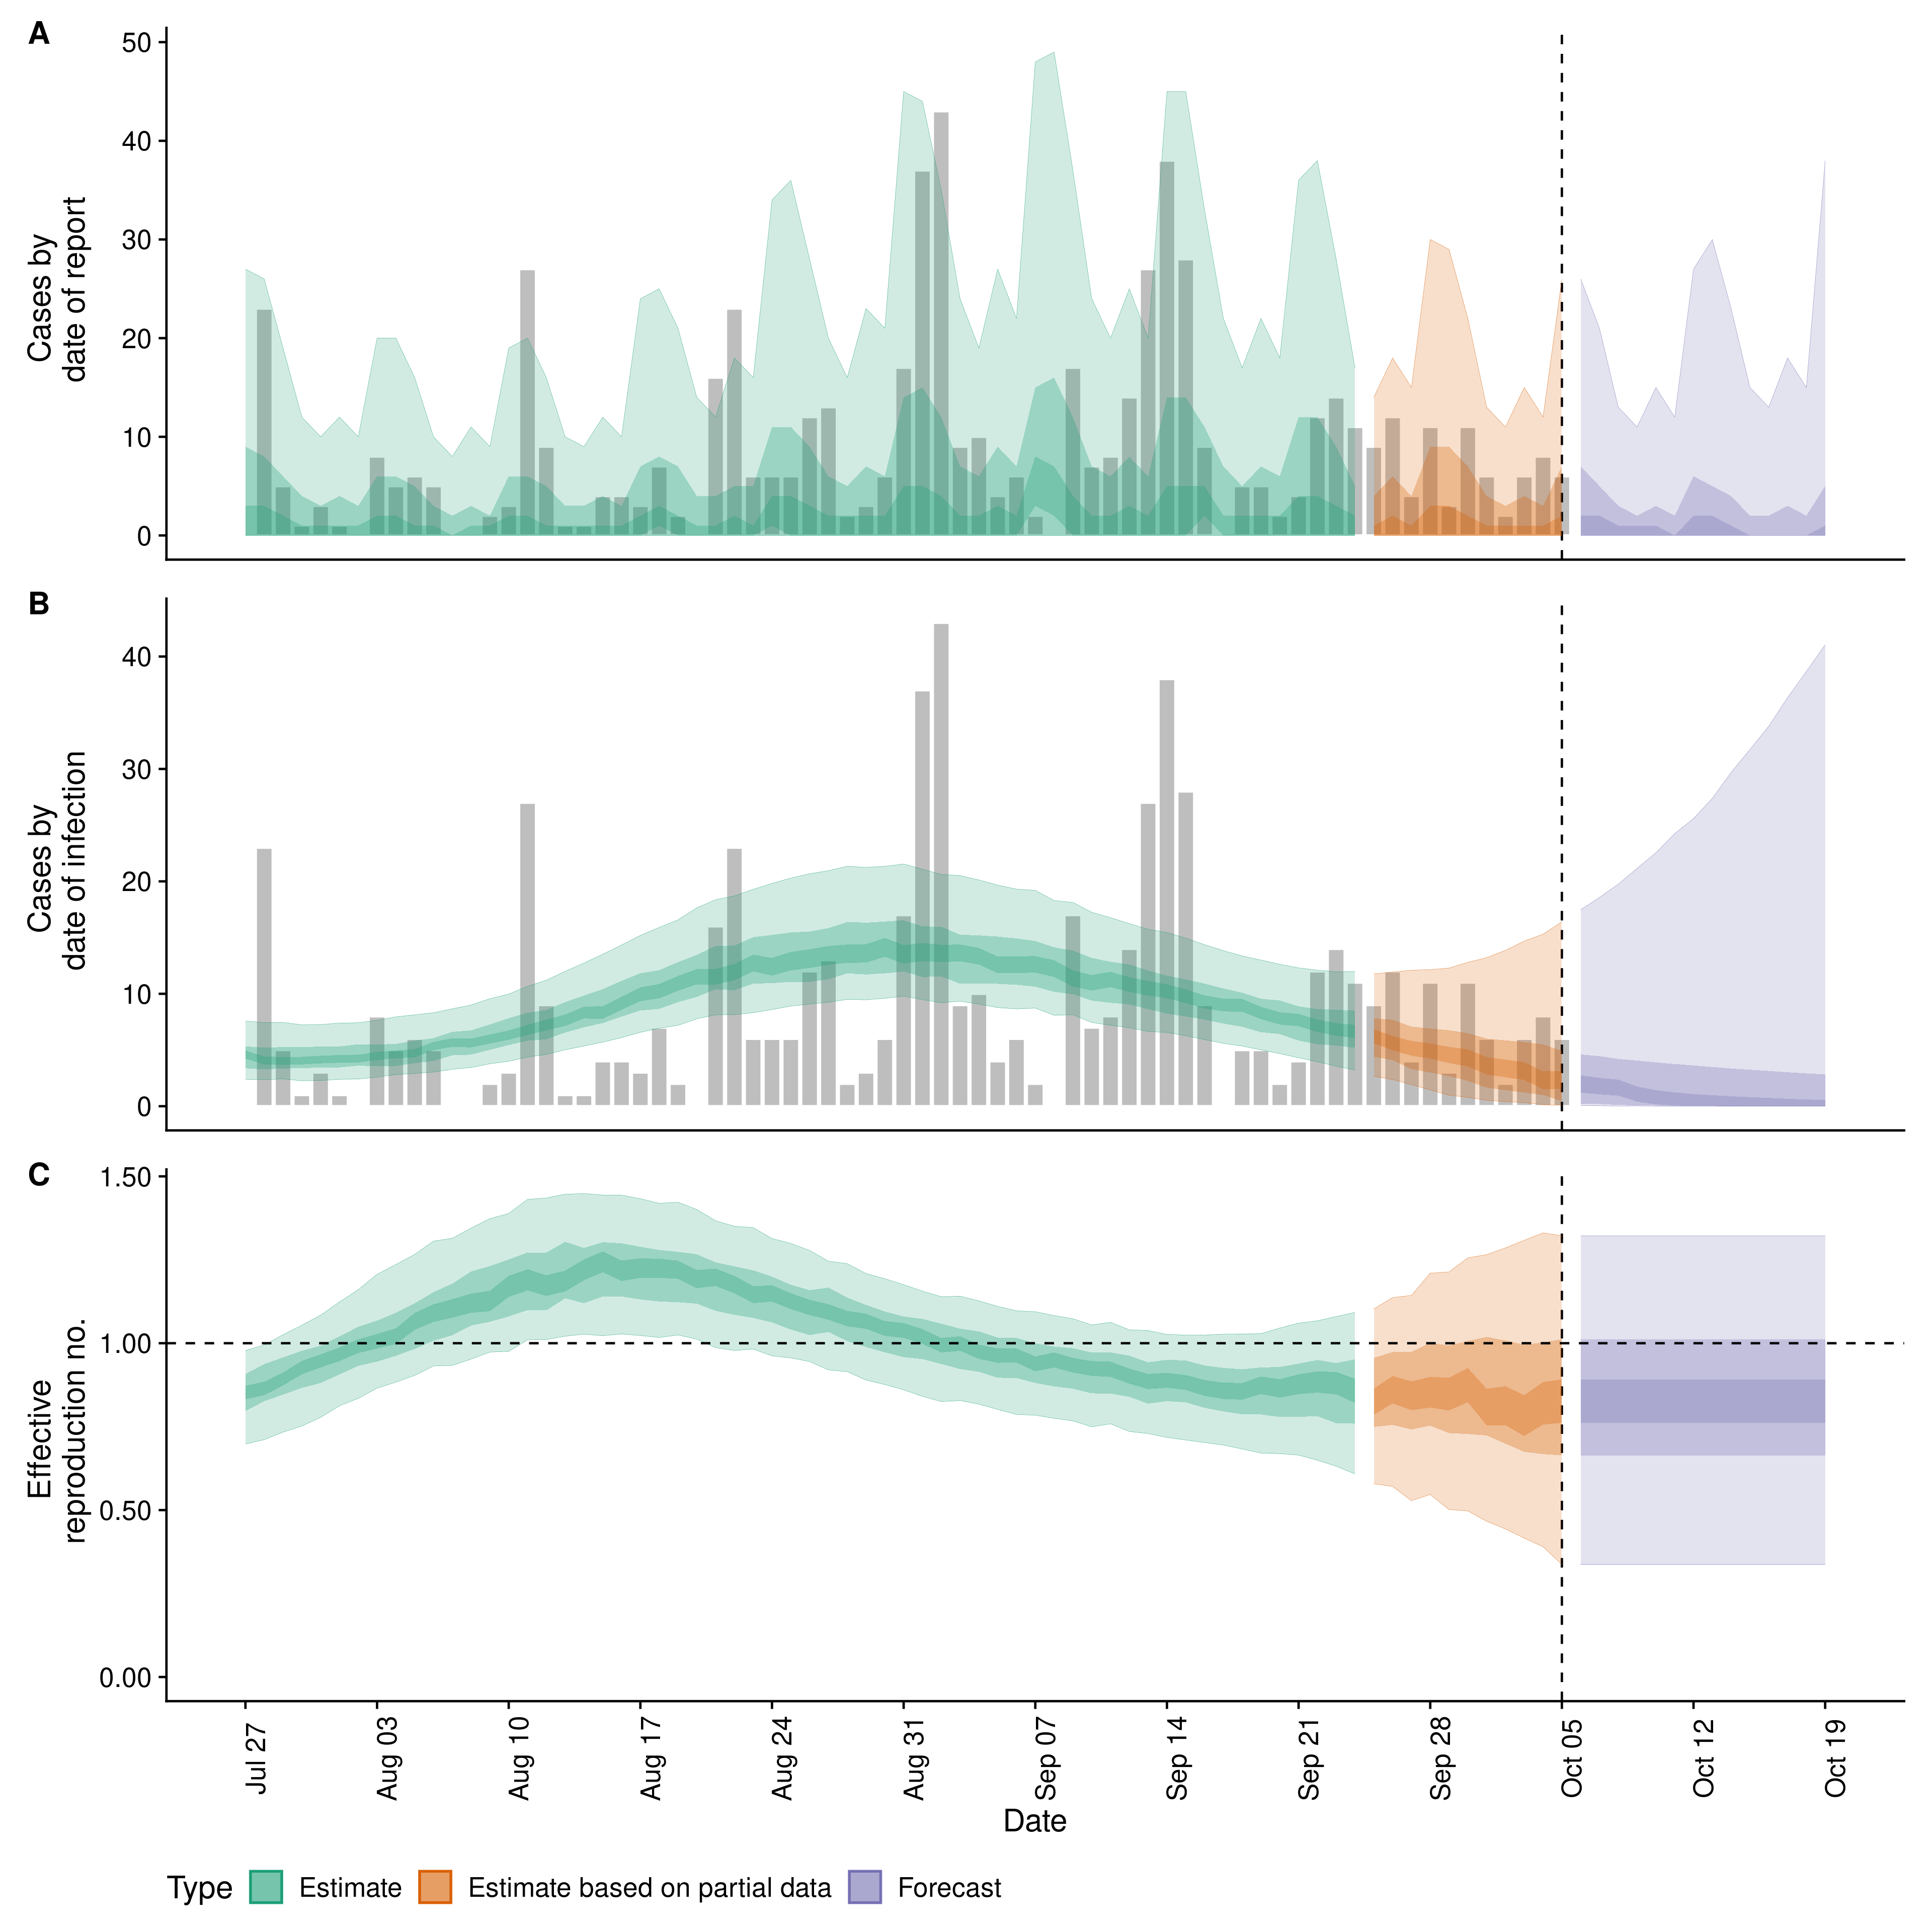 A
Cases by
date of report
50
40
30
20
10
0
B
Cases by
date of infection
40
30
20
10
0
C
Effective
reproduction no.
1.50
1.00
0.50
0.00
Jul 27
Aug 03
Aug 10
Aug 17
Aug 24
Aug 31
Sep 07
Sep 14
Sep 21
Sep 28
Oct 05
Oct 12
Oct 19
Date
Type Estimate Estimate based on partial data Forecast